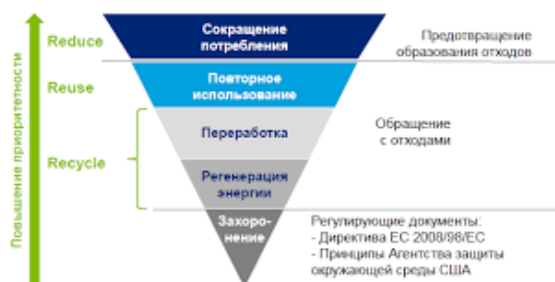 Повышение приоритетности
Reduce
Сокращение
потребления
Предотвращение
образования отходов
Reuse
Повторное
использование
Recycle
Переработка
Обращение
с отходами
Регенерация
энергии
Захоро-
нение
Регулирующие документы:
- Директива ЕС 2008/98/EC
- Принципы Агентства защиты
окружающей среды США